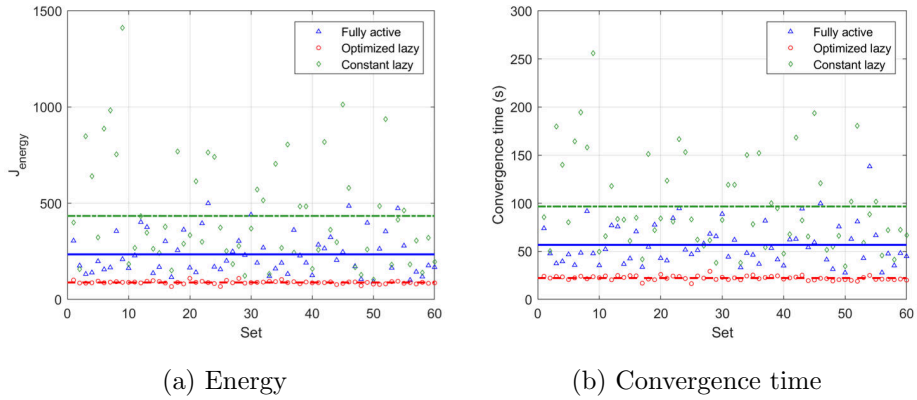 1500
1000
500
0
J_energy
0
10
20
30
40
50
60
Set
Fully active
Optimized lazy
Constant lazy
(a) Energy
300
250
200
150
100
50
0
Convergence time (s)
0
10
20
30
40
50
60
Set
Fully active
Optimized lazy
Constant lazy
(b) Convergence time